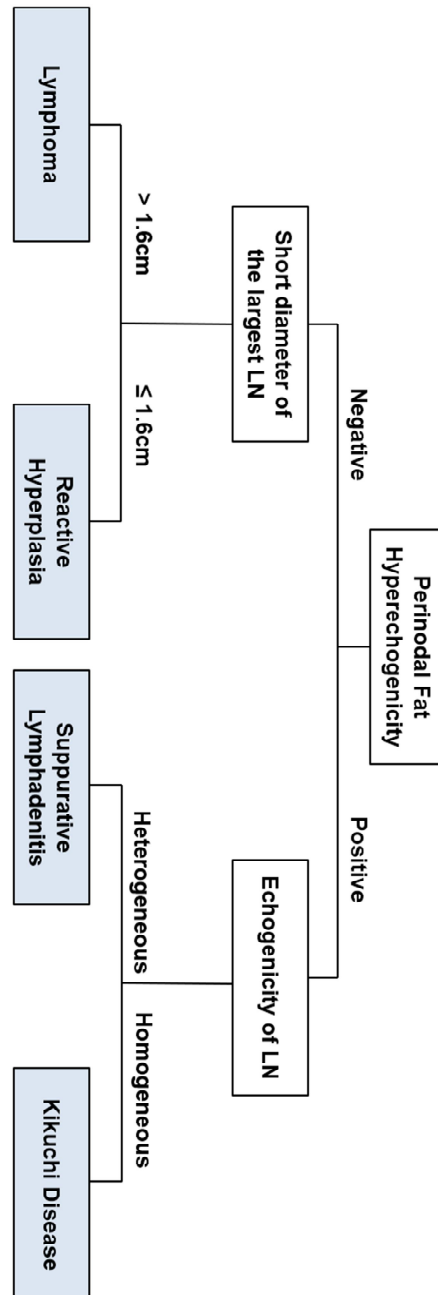 Perinodal Fat
Hyperechogenicity
Negative
Positive
Short diameter of
the largest LN
Echogenicity of LN
> 1.6cm
≤ 1.6cm
Heterogeneous
Homogeneous
Lymphoma
Reactive
Hyperplasia
Suppurative
Lymphadenitis
Kikuchi Disease